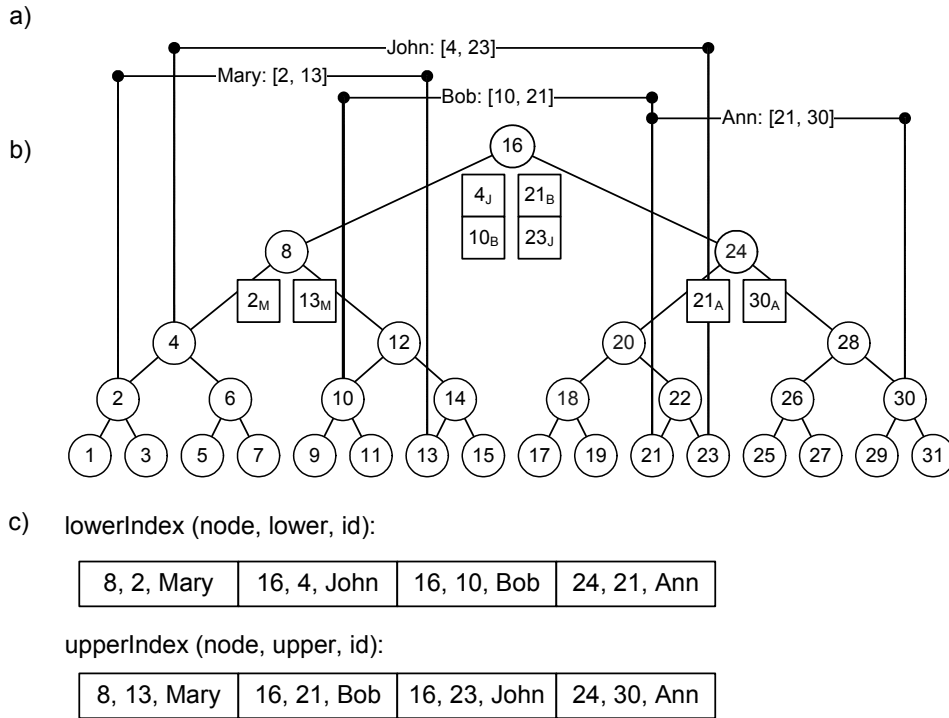 a)
John: [4, 23]
Mary: [2, 13]
Bob: [10, 21]
Ann: [21, 30]
b)
16
4J 21B
10B 23J
8 24
2M 13M 21A 30A
4 12 20 28
2 6 10 14 18 22 26 30
1 3 5 7 9 11 13 15 17 19 21 23 25 27 29 31
c) lowerIndex (node, lower, id):
8, 2, Mary 16, 4, John 16, 10, Bob 24, 21, Ann
upperIndex (node, upper, id):
8, 13, Mary 16, 21, Bob 16, 23, John 24, 30, Ann